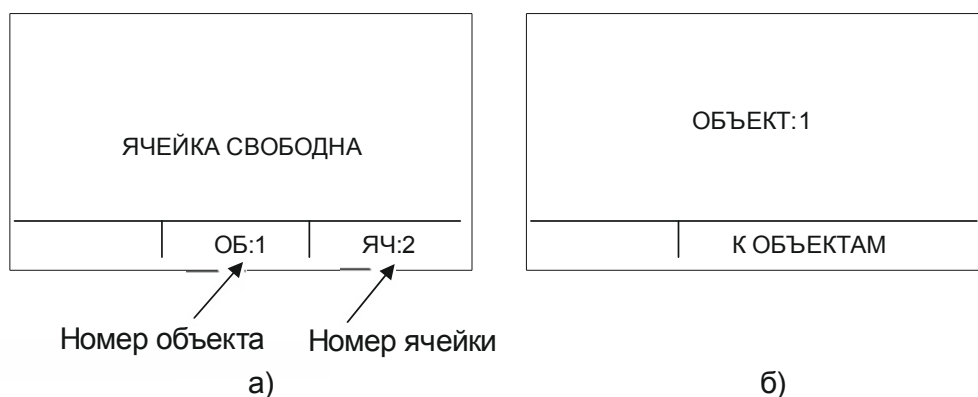 ЯЧЕЙКА СВОБОДНА
ОБ:1
ЯЧ:2
Номер объекта
Номер ячейки
а)
ОБЪЕКТ:1
К ОБЪЕКТАМ
б)